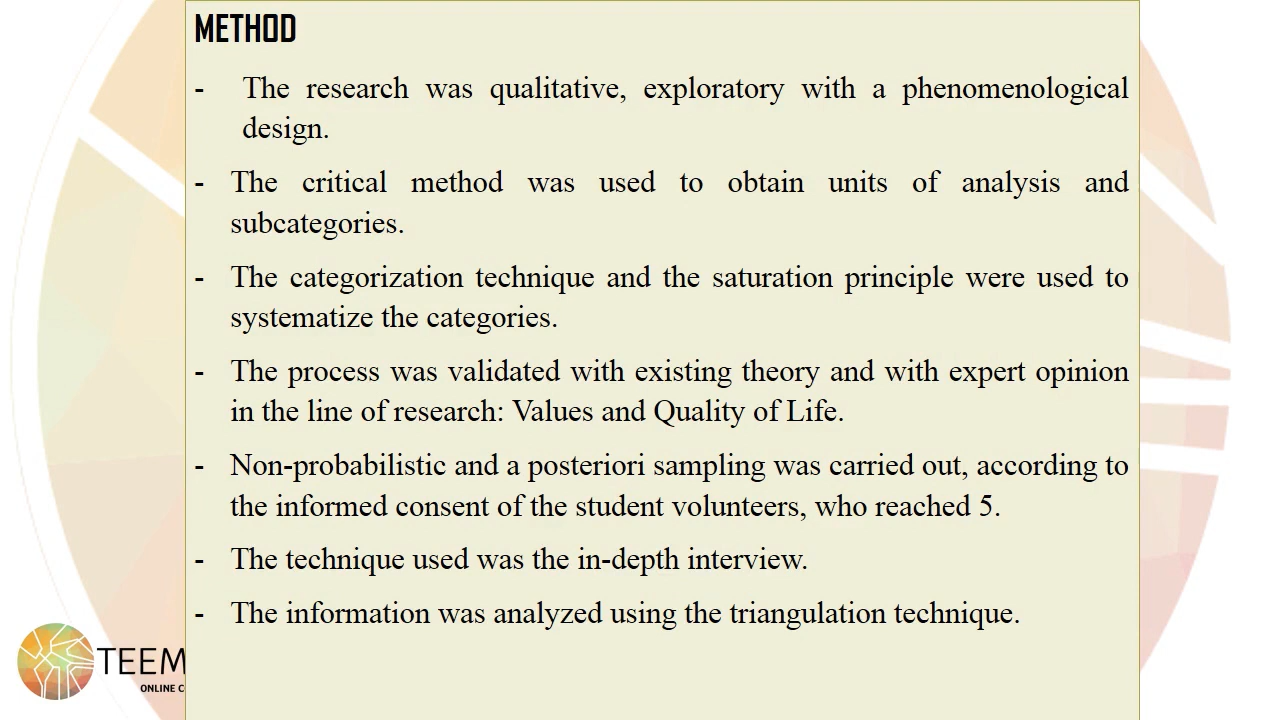 METHOD
- The research was qualitative, exploratory with a phenomenological
design.
- The critical method was used to obtain units of analysis and
subcategories.
- The categorization technique and the saturation principle were used to
systematize the categories.
- The process was validated with existing theory and with expert opinion
in the line of research: Values and Quality of Life.
- Non-probabilistic and a posteriori sampling was carried out, according to
the informed consent of the student volunteers, who reached 5.
- The technique used was the in-depth interview.
- The information was analyzed using the triangulation technique.
TEEM
ONLINE C